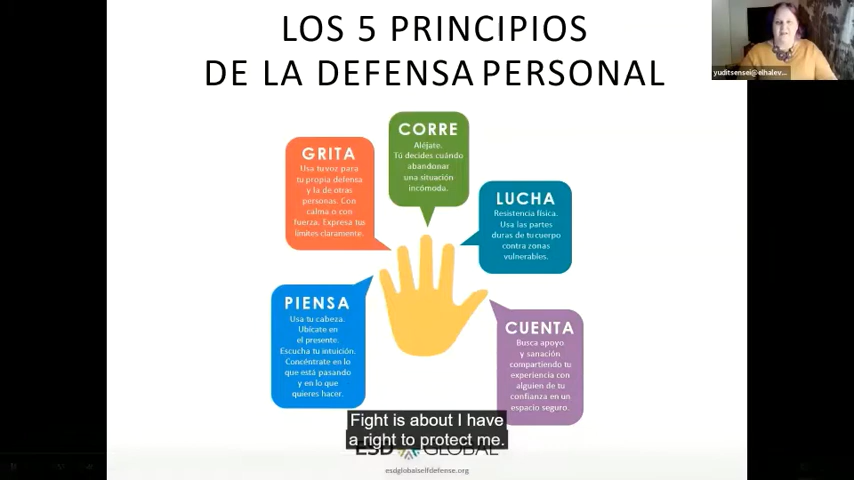 LOS 5 PRINCIPIOS
DE LA DEFENSA PERSONAL
yuditsensei@elhalev...
CORRE
Aléjate.
Tú decides cuándo
abandonar
una situación
incómoda.
GRITA
Usa tu voz para
tu propia defensa
y la de otras
personas. Con
calma o con
fuerza. Expresa tus
límites claramente.
LUCHA
Resistencia física.
Usa las partes
duras de tu cuerpo
contra zonas
vulnerables.
PIENSA
Usa tu cabeza.
Ubícate en
el presente.
Escucha tu intuición.
Concéntrate en lo
que está pasando
y en lo que
quieres hacer.
CUENTA
Busca apoyo
y sanación
compartiendo tu
experiencia con
alguien de tu
confianza en un
espacio seguro.
Fight is about I have
a right to protect me.
ESD GLOBAL
esdglobalselfdefense.org